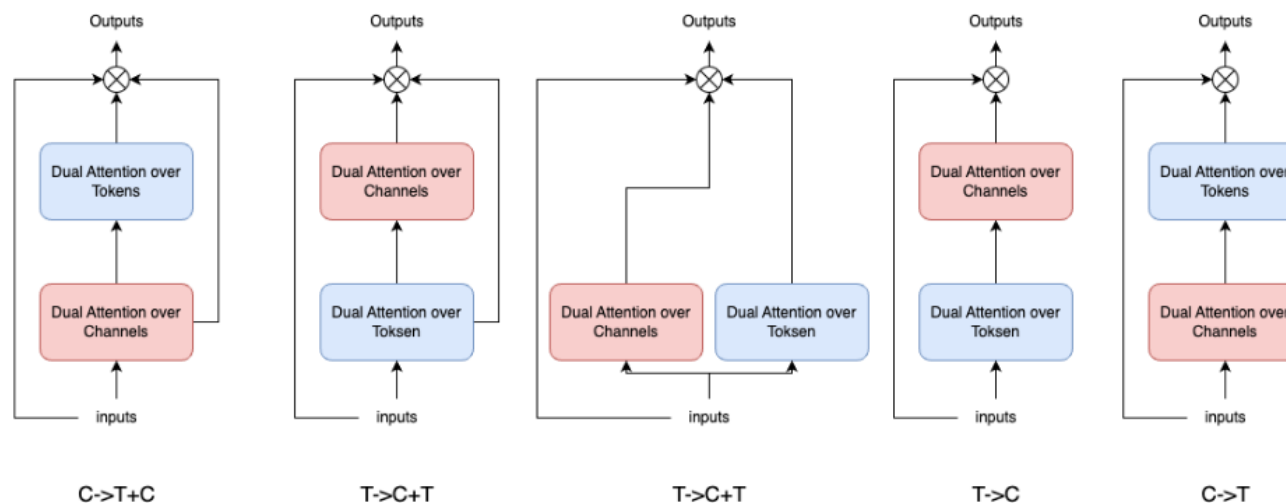 Outputs
Dual Attention over
Tokens
Dual Attention over
Channels
inputs
C->T+C
Outputs
Dual Attention over
Channels
Dual Attention over
Toksen
inputs
T->C+T
Outputs
Dual Attention over
Channels
Dual Attention over
Toksen
inputs
T->C+T
Outputs
Dual Attention over
Channels
Dual Attention over
Toksen
inputs
T->C
Outputs
Dual Attention over
Tokens
Dual Attention over
Channels
inputs
C->T